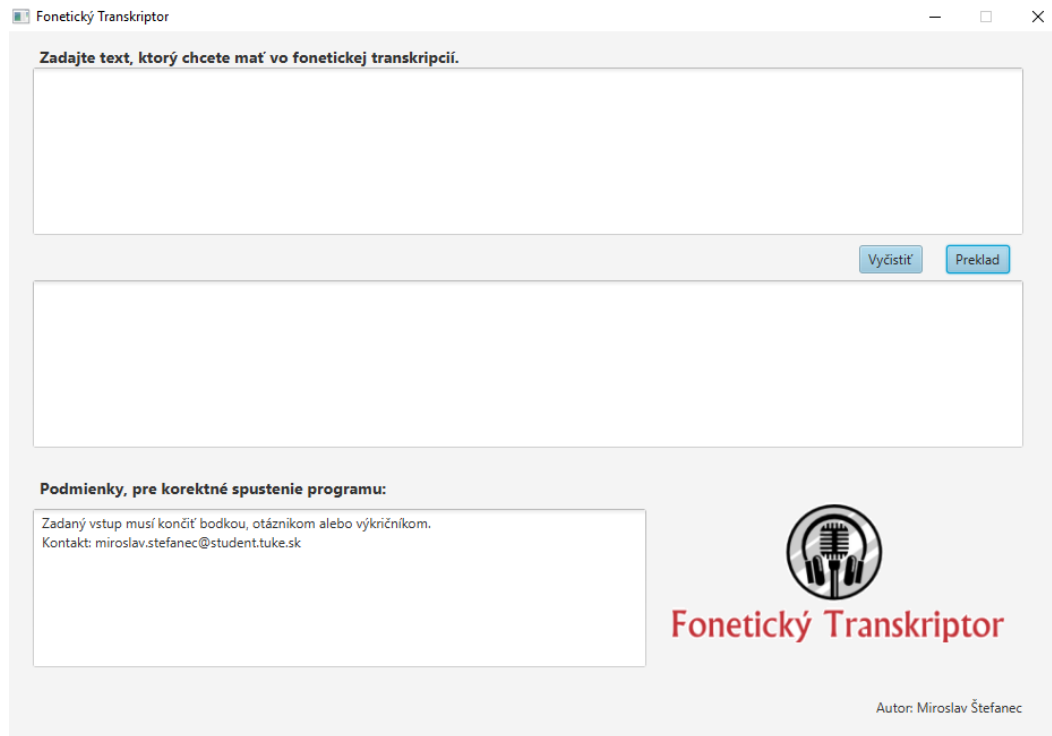 Fonetický Transkriptor
Zadajte text, ktorý chcete mať vo fonetickej transkripcií.
Vyčistiť
Preklad
Podmienky, pre korektné spustenie programu:
Zadaný vstup musí končiť bodkou, otáznikom alebo výkričníkom.
Kontakt: miroslav.stefanec@student.tuke.sk
Fonetický Transkriptor
Autor: Miroslav Štefanec